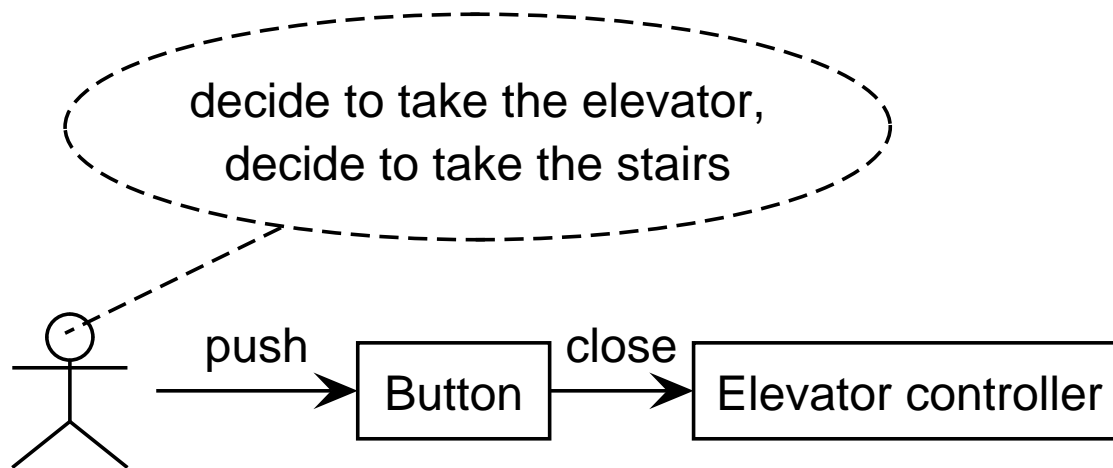 decide to take the elevator,
decide to take the stairs
push
close
Button
Elevator controller